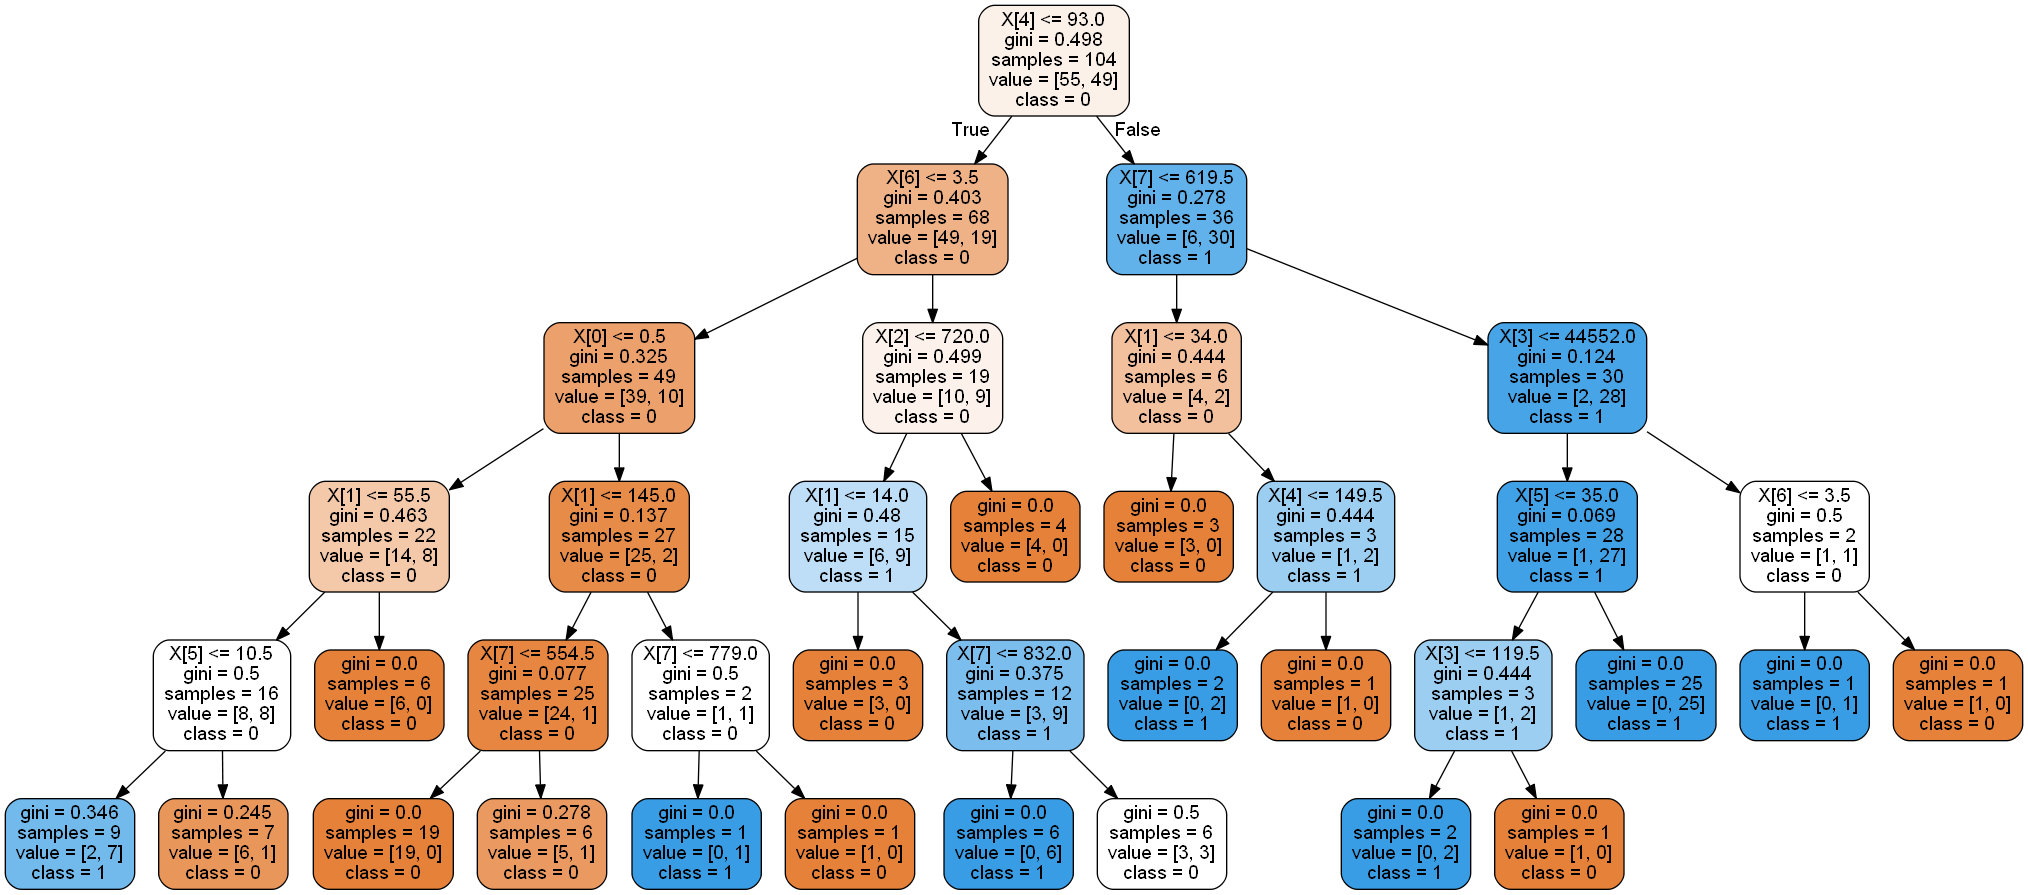 X[4] <= 93.0
gini = 0.498
samples = 104
value = [55, 49]
class = 0
True
False
X[6] <= 3.5
gini = 0.403
samples = 68
value = [49, 19]
class = 0
X[7] <= 619.5
gini = 0.278
samples = 36
value = [6, 30]
class = 1
X[0] <= 0.5
gini = 0.325
samples = 49
value = [39, 10]
class = 0
X[2] <= 720.0
gini = 0.499
samples = 19
value = [10, 9]
class = 0
X[1] <= 34.0
gini = 0.444
samples = 6
value = [4, 2]
class = 0
X[3] <= 44552.0
gini = 0.124
samples = 30
value = [2, 28]
class = 1
X[1] <= 55.5
gini = 0.463
samples = 22
value = [14, 8]
class = 0
X[1] <= 145.0
gini = 0.137
samples = 27
value = [25, 2]
class = 0
X[1] <= 14.0
gini = 0.48
samples = 15
value = [6, 9]
class = 1
gini = 0.0
samples = 4
value = [4, 0]
class = 0
gini = 0.0
samples = 3
value = [3, 0]
class = 0
X[4] <= 149.5
gini = 0.444
samples = 3
value = [1, 2]
class = 1
X[5] <= 35.0
gini = 0.069
samples = 28
value = [1, 27]
class = 1
X[6] <= 3.5
gini = 0.5
samples = 2
value = [1, 1]
class = 0
X[5] <= 10.5
gini = 0.5
samples = 16
value = [8, 8]
class = 0
gini = 0.0
samples = 6
value = [6, 0]
class = 0
X[7] <= 554.5
gini = 0.077
samples = 25
value = [24, 1]
class = 0
X[7] <= 779.0
gini = 0.5
samples = 2
value = [1, 1]
class = 0
gini = 0.0
samples = 3
value = [3, 0]
class = 0
X[7] <= 832.0
gini = 0.375
samples = 12
value = [3, 9]
class = 1
gini = 0.0
samples = 2
value = [0, 2]
class = 1
gini = 0.0
samples = 1
value = [1, 0]
class = 0
X[3] <= 119.5
gini = 0.444
samples = 3
value = [1, 2]
class = 1
gini = 0.0
samples = 25
value = [0, 25]
class = 1
gini = 0.0
samples = 1
value = [0, 1]
class = 1
gini = 0.0
samples = 1
value = [1, 0]
class = 0
gini = 0.346
samples = 9
value = [2, 7]
class = 1
gini = 0.245
samples = 7
value = [6, 1]
class = 0
gini = 0.0
samples = 19
value = [19, 0]
class = 0
gini = 0.278
samples = 6
value = [5, 1]
class = 0
gini = 0.0
samples = 1
value = [0, 1]
class = 1
gini = 0.0
samples = 1
value = [1, 0]
class = 0
gini = 0.0
samples = 6
value = [0, 6]
class = 1
gini = 0.5
samples = 6
value = [3, 3]
class = 0
gini = 0.0
samples = 2
value = [0, 2]
class = 1
gini = 0.0
samples = 1
value = [1, 0]
class = 0